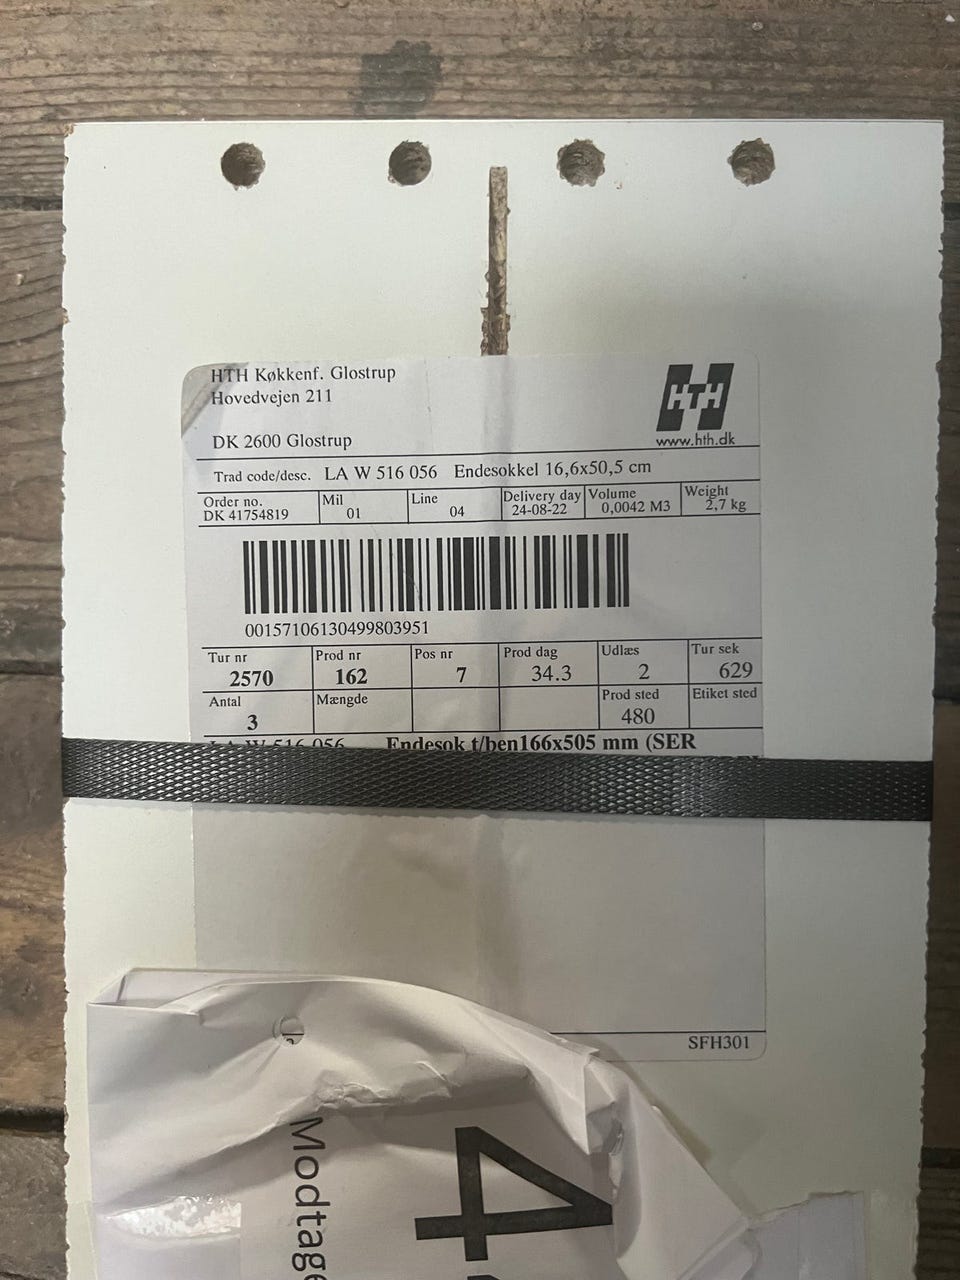 HTH Køkkenf. Glostrup
Hovedvejen 211
DK 2600 Glostrup
HTH
www.hth.dk
Trad code/desc. LA W 516 056 Endesokkel 16,6x50,5 cm
Order no. Mil Line Delivery day Volume Weight
DK 41754819 01 04 24-08-22 0,0042 M3 2,7 kg
00157106130499803951
Tur nr Prod nr Pos nr Prod dag Udlæs Tur sek
2570 162 7 34.3 2 629
Antal Mængde Prod sted Etiket sted
3 480
LA W 516 056 Endesok t/ben166x505 mm (SER
SFH301
Modtage
4